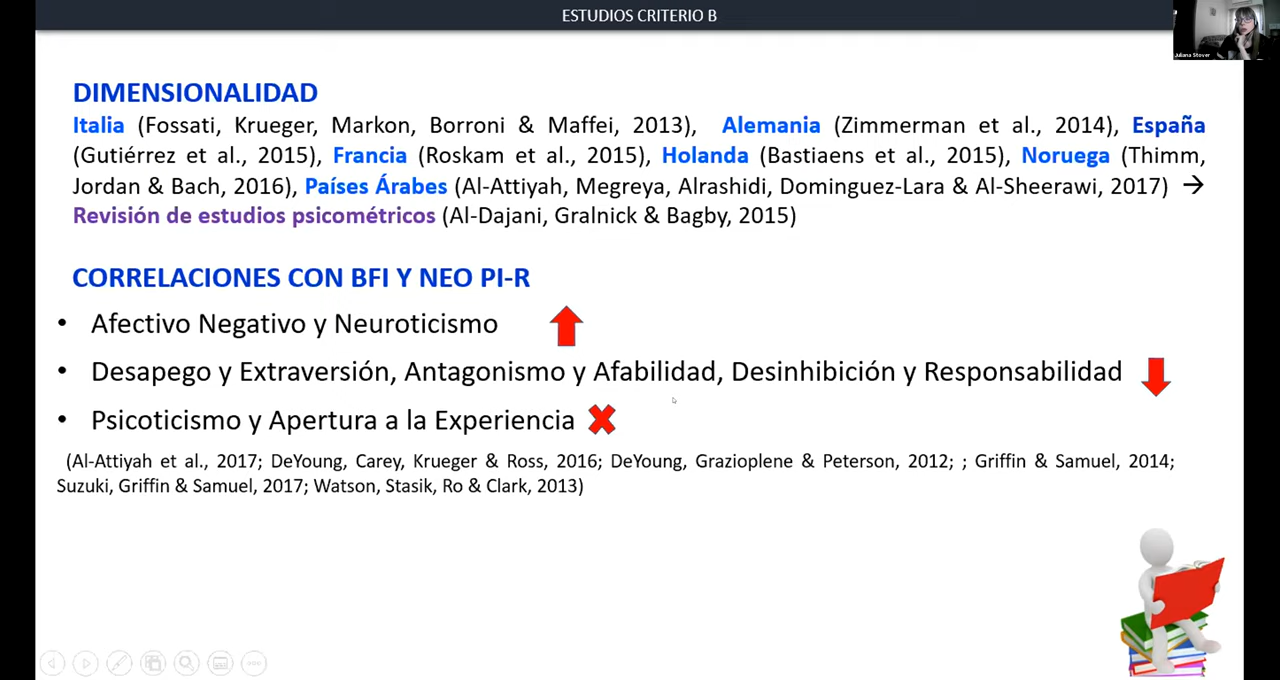 ESTUDIOS CRITERIO B
Juliana Stover
DIMENSIONALIDAD
Italia (Fossati, Krueger, Markon, Borroni & Maffei, 2013), Alemania (Zimmerman et al., 2014), España
(Gutiérrez et al., 2015), Francia (Roskam et al., 2015), Holanda (Bastiaens et al., 2015), Noruega (Thimm,
Jordan & Bach, 2016), Países Árabes (Al-Attiyah, Megreya, Alrashidi, Dominguez-Lara & Al-Sheerawi, 2017) →
Revisión de estudios psicométricos (Al-Dajani, Gralnick & Bagby, 2015)
CORRELACIONES CON BFI Y NEO PI-R
• Afectivo Negativo y Neuroticismo
• Desapego y Extraversión, Antagonismo y Afabilidad, Desinhibición y Responsabilidad
• Psicoticismo y Apertura a la Experiencia
(Al-Attiyah et al., 2017; DeYoung, Carey, Krueger & Ross, 2016; DeYoung, Grazioplene & Peterson, 2012; ; Griffin & Samuel, 2014;
Suzuki, Griffin & Samuel, 2017; Watson, Stasik, Ro & Clark, 2013)